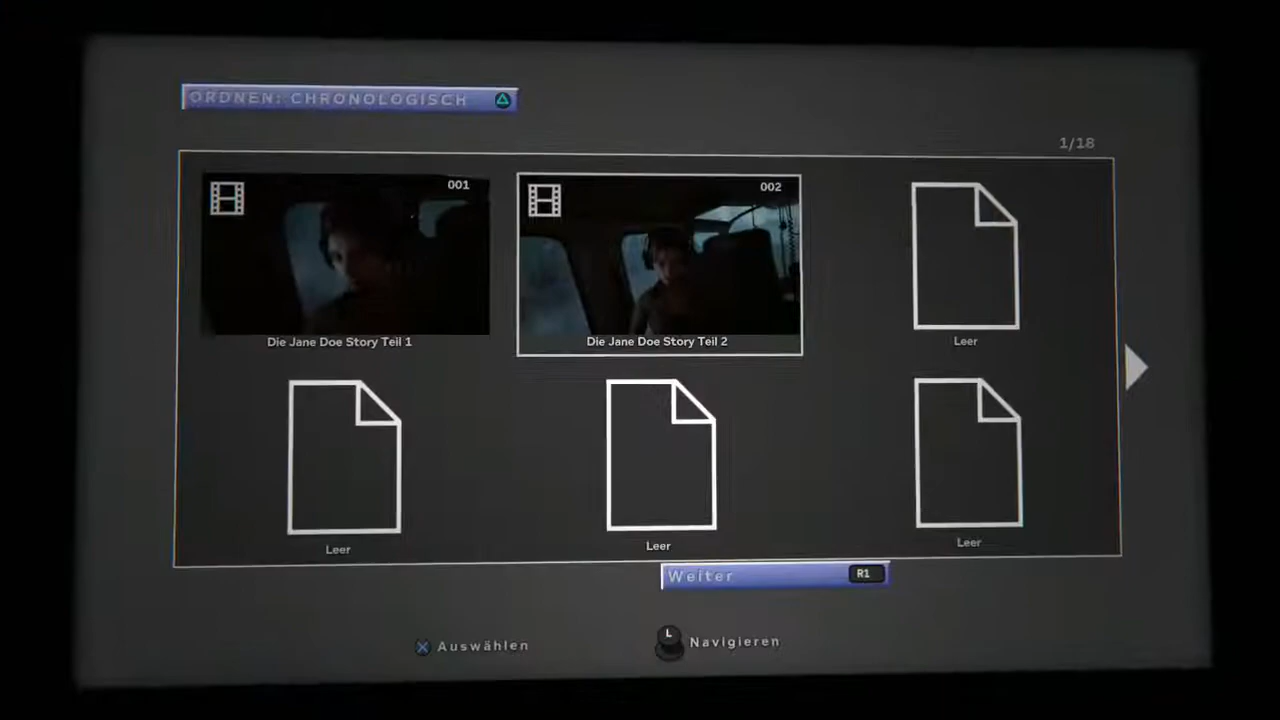 ORDNEN: CHRONOLOGISCH
1/18
001
002
Die Jane Doe Story Teil 1
Die Jane Doe Story Teil 2
Leer
Leer
Leer
Leer
Weiter R1
Auswählen
L Navigieren